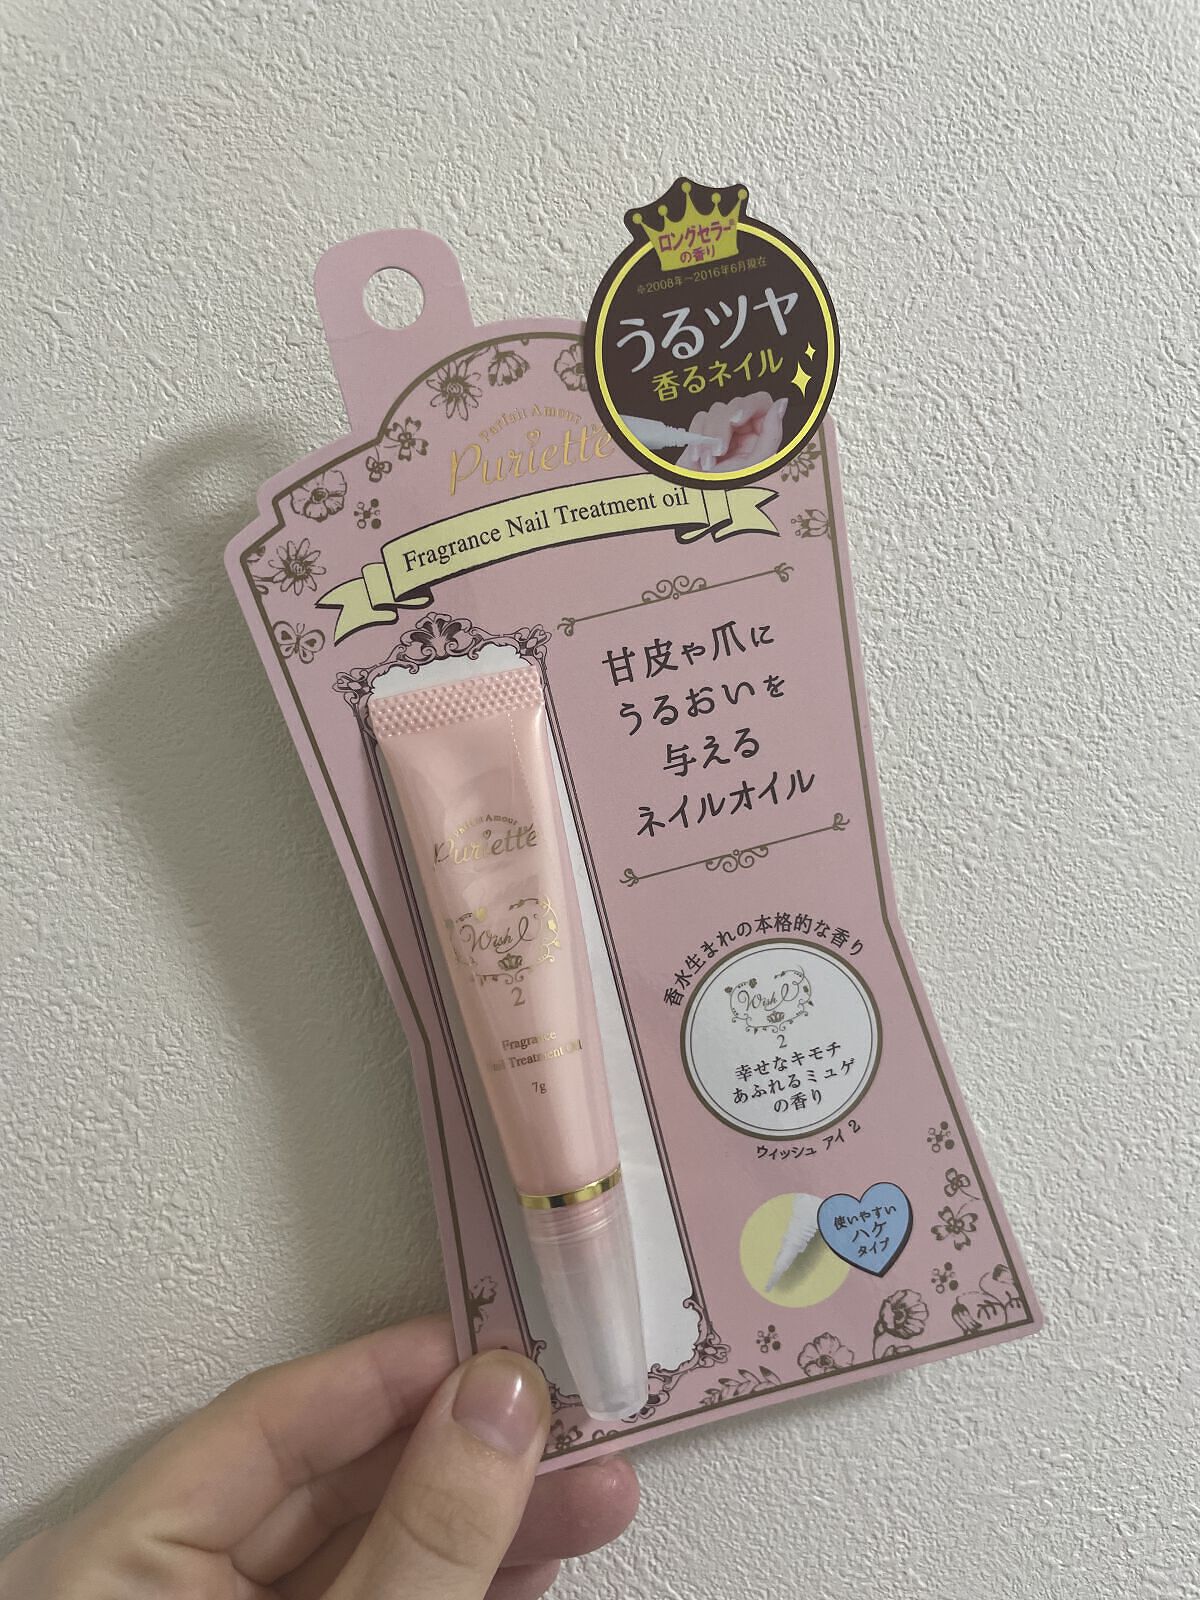 ロングセラー※
の香り
※2008年～2016年6月現在
うるツヤ
香るネイル
Parfait Amour
Puriette
Fragrance Nail Treatment oil
甘皮や爪に
うるおいを
与える
ネイルオイル
Parfait Amour
Puriette
Wish I
2
Fragrance
Nail Treatment Oil
7g
香水生まれの本格的な香り
Wish I
2
幸せなキモチ
あふれるミュゲ
の香り
ウィッシュ アイ 2
使いやすい
ハケ
タイプ